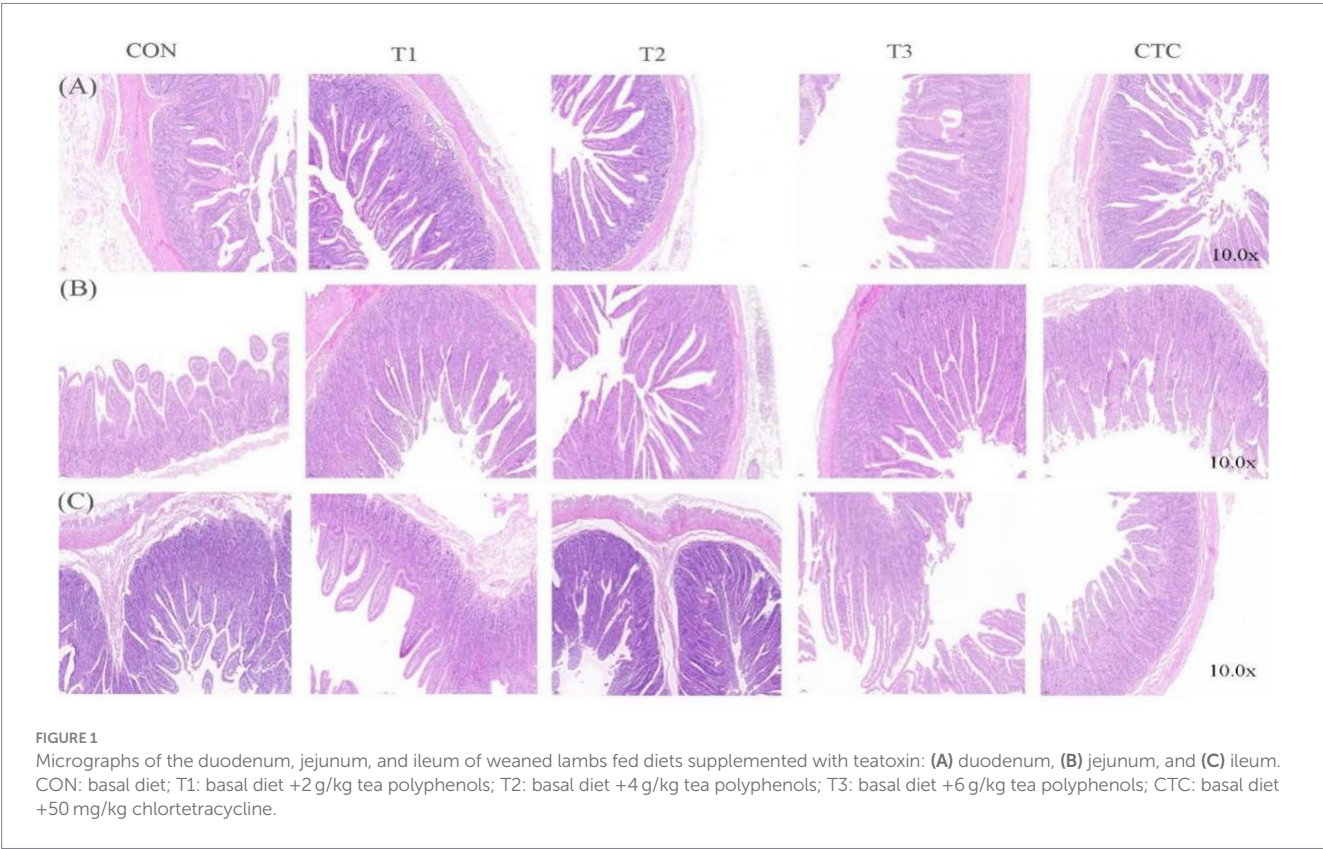 CON T1 T2 T3 CTC
(A)
10.0x
(B)
10.0x
(C)
10.0x
FIGURE 1
Micrographs of the duodenum, jejunum, and ileum of weaned lambs fed diets supplemented with teatoxin: (A) duodenum, (B) jejunum, and (C) ileum.
CON: basal diet; T1: basal diet +2 g/kg tea polyphenols; T2: basal diet +4 g/kg tea polyphenols; T3: basal diet +6 g/kg tea polyphenols; CTC: basal diet
+50 mg/kg chlortetracycline.